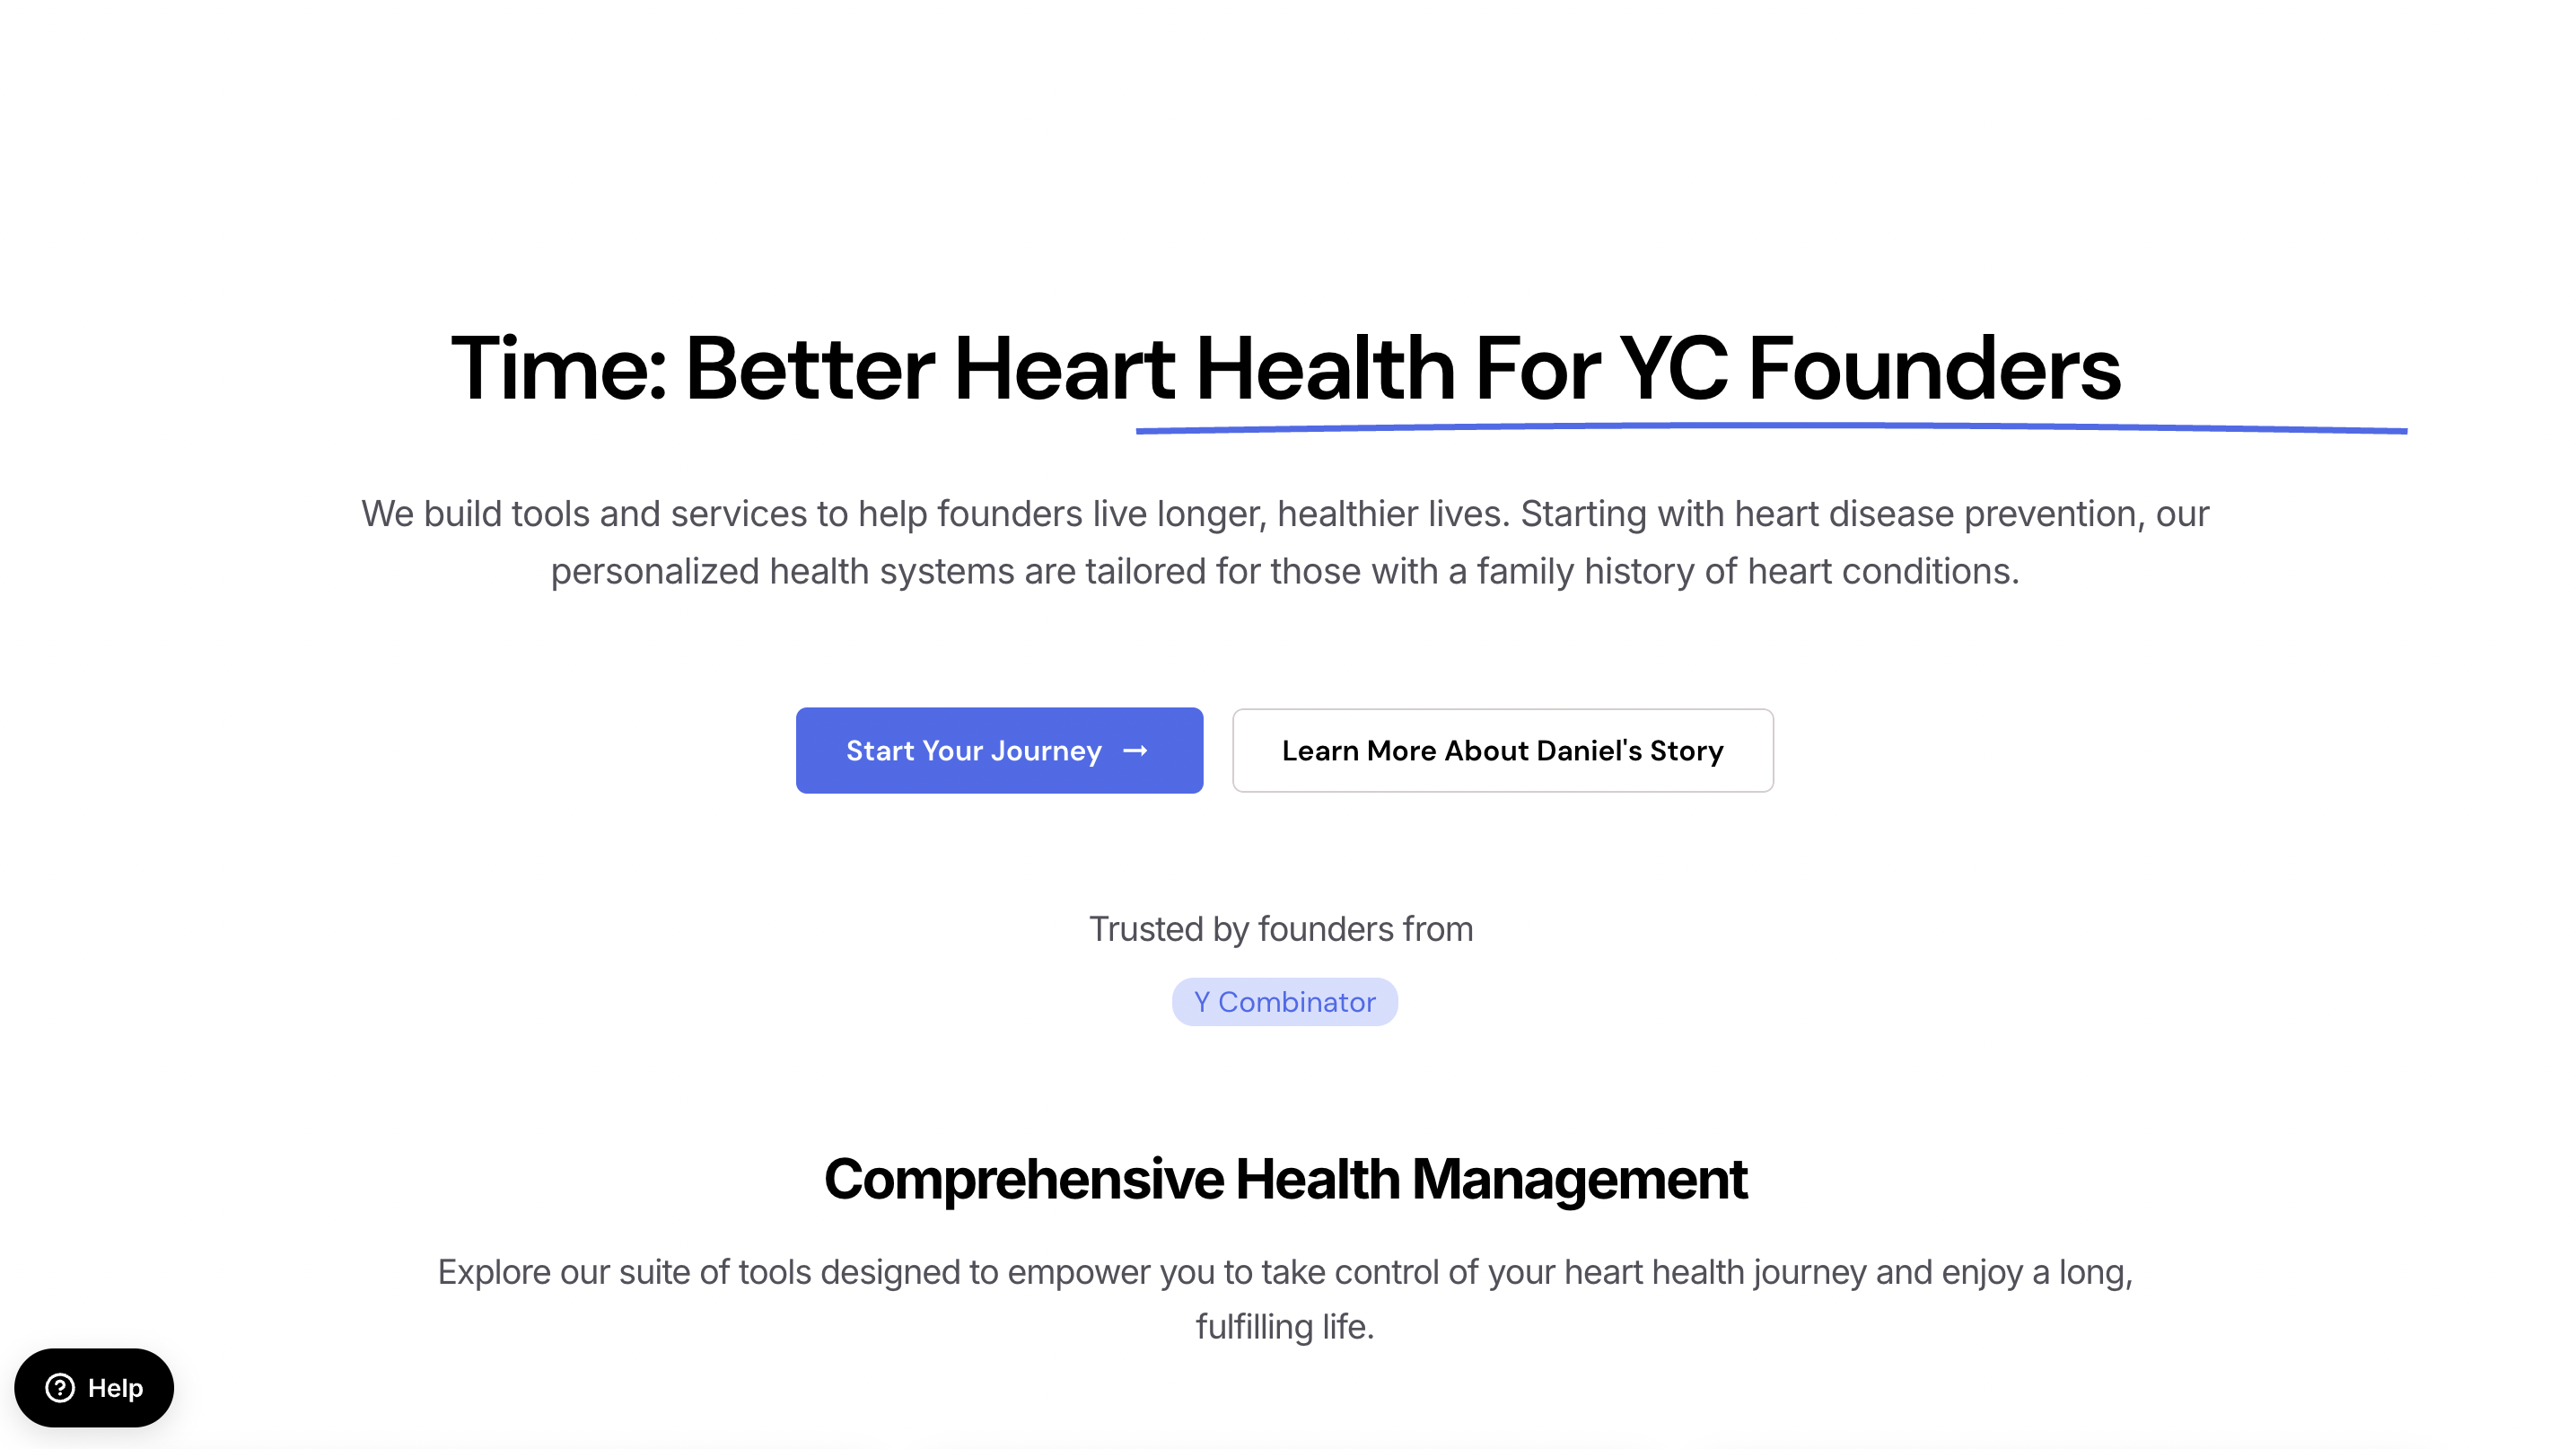 Time: Better Heart Health For YC Founders
We build tools and services to help founders live longer, healthier lives. Starting with heart disease prevention, our
personalized health systems are tailored for those with a family history of heart conditions.
Start Your Journey →
Learn More About Daniel's Story
Trusted by founders from
Y Combinator
Comprehensive Health Management
Explore our suite of tools designed to empower you to take control of your heart health journey and enjoy a long,
fulfilling life.
Help